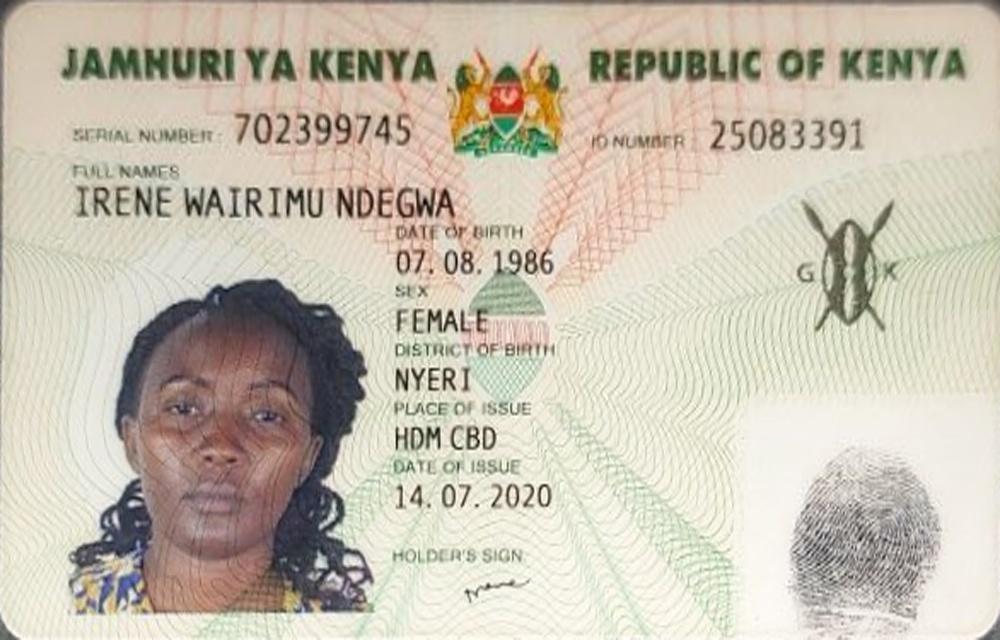 JAMHURI YA KENYA REPUBLIC OF KENYA
SERIAL NUMBER: 702399745 ID NUMBER: 25083391
FULL NAMES
IRENE WAIRIMU NDEGWA
DATE OF BIRTH
07. 08. 1986
SEX
FEMALE
DISTRICT OF BIRTH
NYERI
PLACE OF ISSUE
HDM CBD
DATE OF ISSUE
14. 07. 2020
HOLDER'S SIGN.
Irene
G K